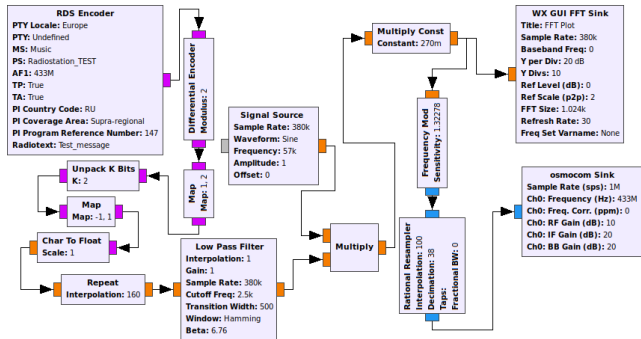 RDS Encoder
PTY Locale: Europe
PTY: Undefined
MS: Music
PS: Radiostation_TEST
AF1: 433M
TP: True
TA: True
PI Country Code: RU
PI Coverage Area: Supra-regional
PI Program Reference Number: 147
Radiotext: Test_message
Differential Encoder
Modulus: 2
Map
Map: 1, 2
Unpack K Bits
K: 2
Map
Map: -1, 1
Char To Float
Scale: 1
Repeat
Interpolation: 160
Low Pass Filter
Interpolation: 1
Gain: 1
Sample Rate: 380k
Cutoff Freq: 2.5k
Transition Width: 500
Window: Hamming
Beta: 6.76
Signal Source
Sample Rate: 380k
Waveform: Sine
Frequency: 57k
Amplitude: 1
Offset: 0
Multiply
Multiply Const
Constant: 270m
Frequency Mod
Sensitivity: 1.32278
Rational Resampler
Interpolation: 100
Decimation: 38
Taps:
Fractional BW: 0
WX GUI FFT Sink
Title: FFT Plot
Sample Rate: 380k
Baseband Freq: 0
Y per Div: 20 dB
Y Divs: 10
Ref Level (dB): 0
Ref Scale (p2p): 2
FFT Size: 1.024k
Refresh Rate: 30
Freq Set Varname: None
osmocom Sink
Sample Rate (sps): 1M
Ch0: Frequency (Hz): 433M
Ch0: Freq. Corr. (ppm): 0
Ch0: RF Gain (dB): 10
Ch0: IF Gain (dB): 20
Ch0: BB Gain (dB): 20